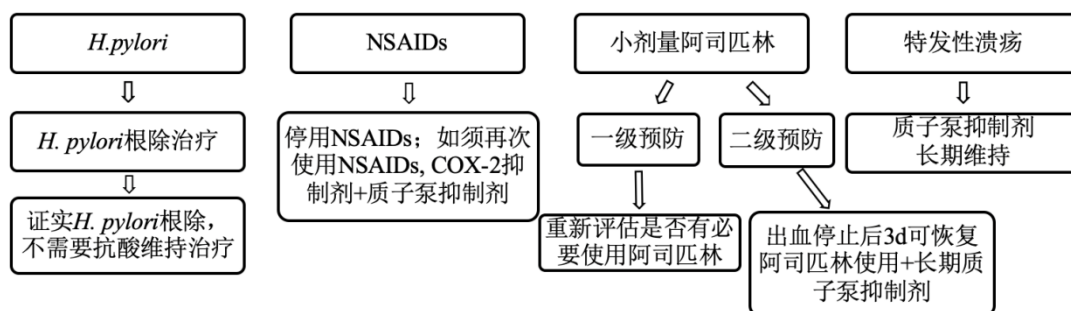 H.pylori
NSAIDs
小剂量阿司匹林
特发性溃疡
H. pylori根除治疗
停用NSAIDs；如须再次
使用NSAIDs, COX-2抑
制剂+质子泵抑制剂
一级预防
二级预防
质子泵抑制剂
长期维持
证实H. pylori根除，
不需要抗酸维持治疗
重新评估是否有必
要使用阿司匹林
出血停止后3d可恢复
阿司匹林使用+长期质
子泵抑制剂